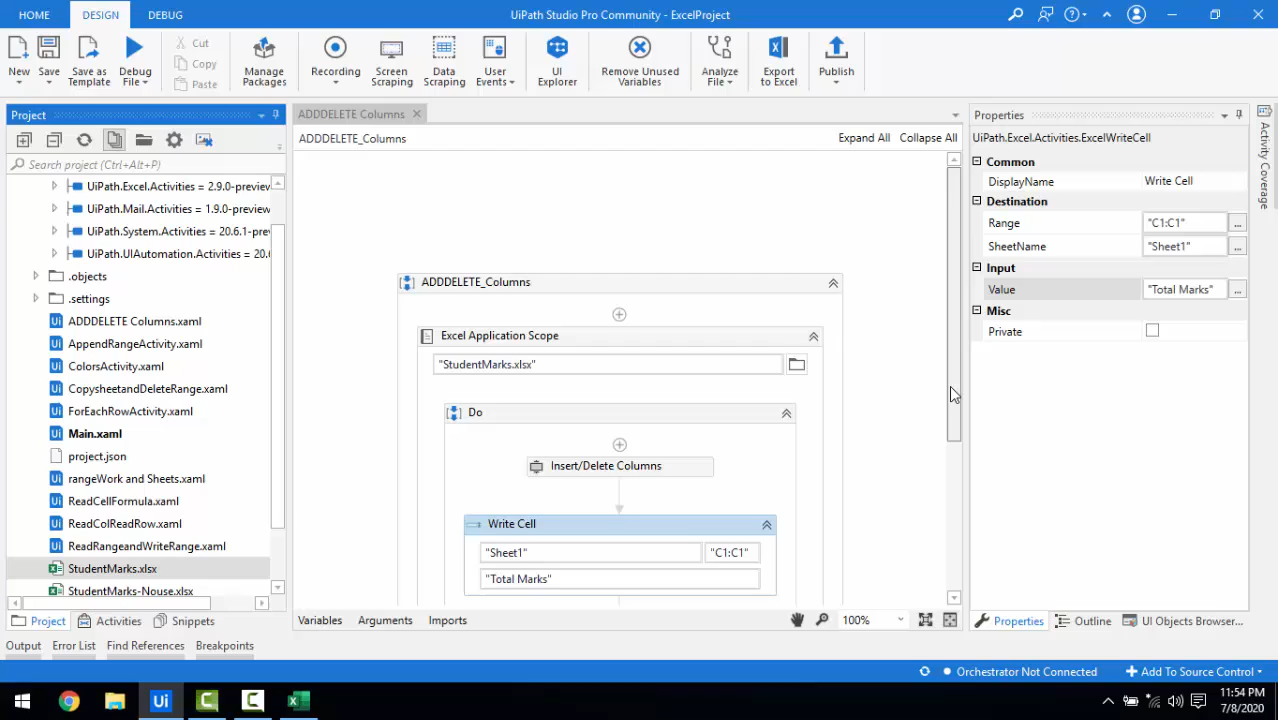 HOME DESIGN DEBUG
UiPath Studio Pro Community - ExcelProject
New Save Save as Template Debug File
Cut
Copy
Paste
Manage Packages
Recording Screen Scraping Data Scraping User Events UI Explorer Remove Unused Variables Analyze File Export to Excel Publish
Project
Search project (Ctrl+Alt+P)
UiPath.Excel.Activities = 2.9.0-preview
UiPath.Mail.Activities = 1.9.0-preview
UiPath.System.Activities = 20.6.1-pre
UiPath.UIAutomation.Activities = 20.
.objects
.settings
ADDDELETE Columns.xaml
AppendRangeActivity.xaml
ColorsActivity.xaml
CopysheetandDeleteRange.xaml
ForEachRowActivity.xaml
Main.xaml
project.json
rangeWork and Sheets.xaml
ReadCellFormula.xaml
ReadColReadRow.xaml
ReadRangeandWriteRange.xaml
StudentMarks.xlsx
StudentMarks-Nouse.xlsx
Project Activities Snippets
ADDDELETE Columns
ADDDELETE_Columns
Expand All Collapse All
ADDDELETE_Columns
Excel Application Scope
"StudentMarks.xlsx"
Do
Insert/Delete Columns
Write Cell
"Sheet1" "C1:C1"
"Total Marks"
Variables Arguments Imports
100%
Properties
UiPath.Excel.Activities.ExcelWriteCell
Common
DisplayName Write Cell
Destination
Range "C1:C1" ...
SheetName "Sheet1" ...
Input
Value "Total Marks" ...
Misc
Private
Activity Coverage
Properties Outline UI Objects Browser...
Output Error List Find References Breakpoints
Orchestrator Not Connected Add To Source Control
11:54 PM
7/8/2020